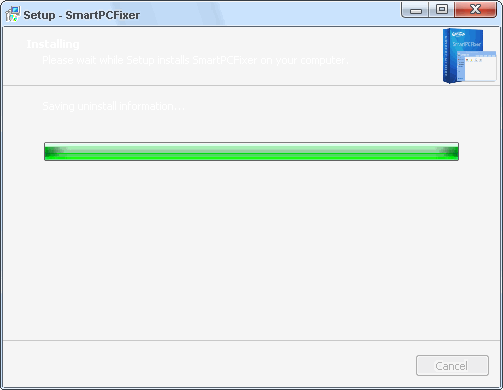 Setup - SmartPCFixer
Installing
Please wait while Setup installs SmartPCFixer on your computer.
SmartPCFixer
Saving uninstall information...
Cancel